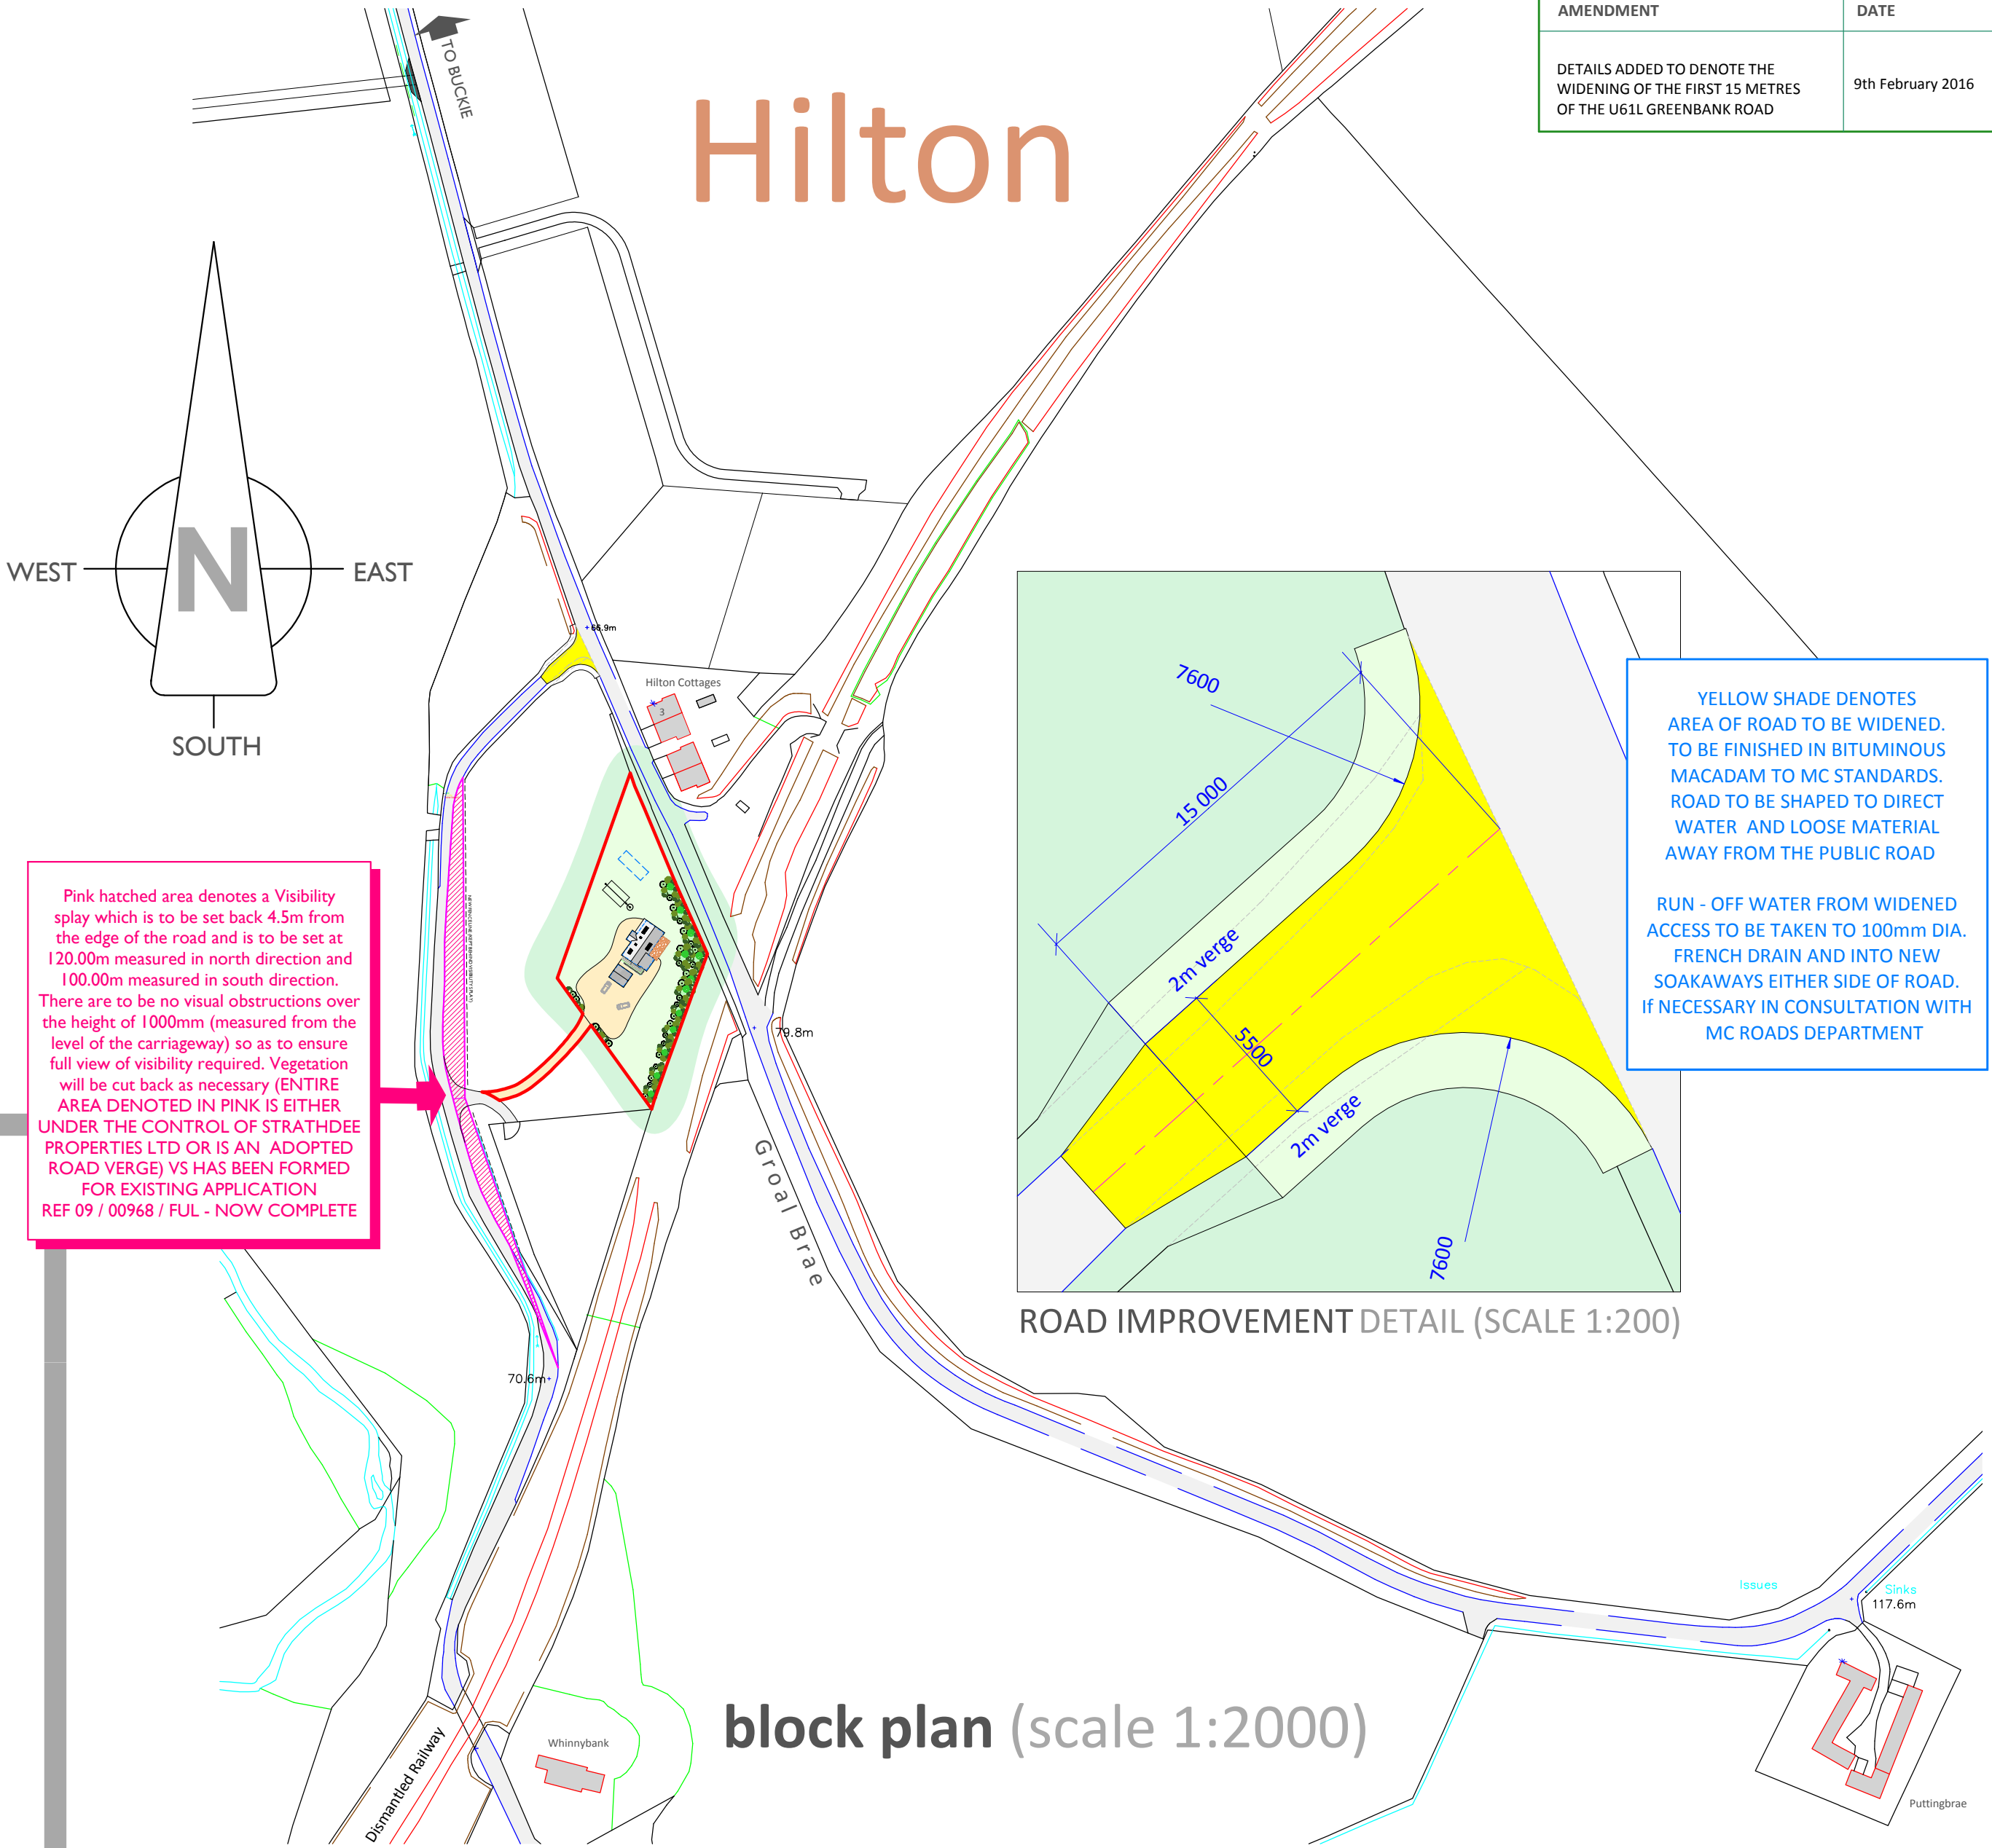 AMENDMENT
DATE
DETAILS ADDED TO DENOTE THE
WIDENING OF THE FIRST 15 METRES
OF THE U61L GREENBANK ROAD
9th February 2016
TO BUCKIE
Hilton
N
WEST
EAST
SOUTH
66.9m
Hilton Cottages
3
7600
15 000
2m verge
5500
2m verge
7600
ROAD IMPROVEMENT DETAIL (SCALE 1:200)
YELLOW SHADE DENOTES
AREA OF ROAD TO BE WIDENED.
TO BE FINISHED IN BITUMINOUS
MACADAM TO MC STANDARDS.
ROAD TO BE SHAPED TO DIRECT
WATER AND LOOSE MATERIAL
AWAY FROM THE PUBLIC ROAD
RUN - OFF WATER FROM WIDENED
ACCESS TO BE TAKEN TO 100mm DIA.
FRENCH DRAIN AND INTO NEW
SOAKAWAYS EITHER SIDE OF ROAD.
If NECESSARY IN CONSULTATION WITH
MC ROADS DEPARTMENT
Pink hatched area denotes a Visibility
splay which is to be set back 4.5m from
the edge of the road and is to be set at
120.00m measured in north direction and
100.00m measured in south direction.
There are to be no visual obstructions over
the height of 1000mm (measured from the
level of the carriageway) so as to ensure
full view of visibility required. Vegetation
will be cut back as necessary (ENTIRE
AREA DENOTED IN PINK IS EITHER
UNDER THE CONTROL OF STRATHDEE
PROPERTIES LTD OR IS AN ADOPTED
ROAD VERGE) VS HAS BEEN FORMED
FOR EXISTING APPLICATION
REF 09 / 00968 / FUL - NOW COMPLETE
79.8m
Groal Brae
70.6m
Issues
Sinks
117.6m
block plan (scale 1:2000)
Whinnybank
Dismantled Railway
Puttingbrae